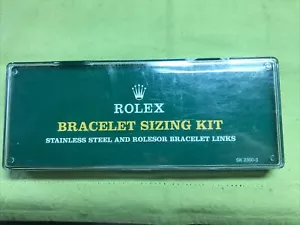 ROLEX
BRACELET SIZING KIT
STAINLESS STEEL AND ROLESOR BRACELET LINKS